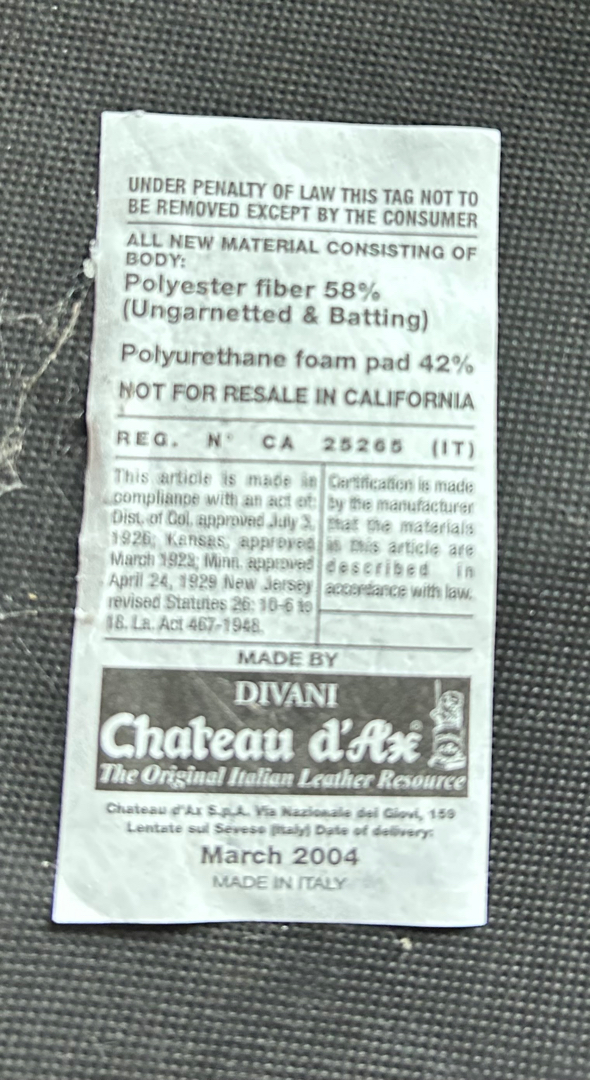 UNDER PENALTY OF LAW THIS TAG NOT TO
BE REMOVED EXCEPT BY THE CONSUMER
ALL NEW MATERIAL CONSISTING OF
BODY:
Polyester fiber 58%
(Ungarnetted & Batting)
Polyurethane foam pad 42%
NOT FOR RESALE IN CALIFORNIA
REG. N° CA 25265 (IT)
This article is made in
compliance with an act of
Dist. of Col. approved July 3,
1926; Kansas, approved
March 1923; Minn. approved
April 24, 1929 New Jersey
revised Statutes 26: 10-6 to
18. La. Act 467-1948.
Certification is made
by the manufacturer
that the materials
in this article are
described in
accordance with law.
MADE BY
DIVANI
Chateau d'Ax®
The Original Italian Leather Resource
Chateau d'Ax S.p.A. Via Nazionale dei Giovi, 159
Lentate sul Seveso (Italy) Date of delivery:
March 2004
MADE IN ITALY